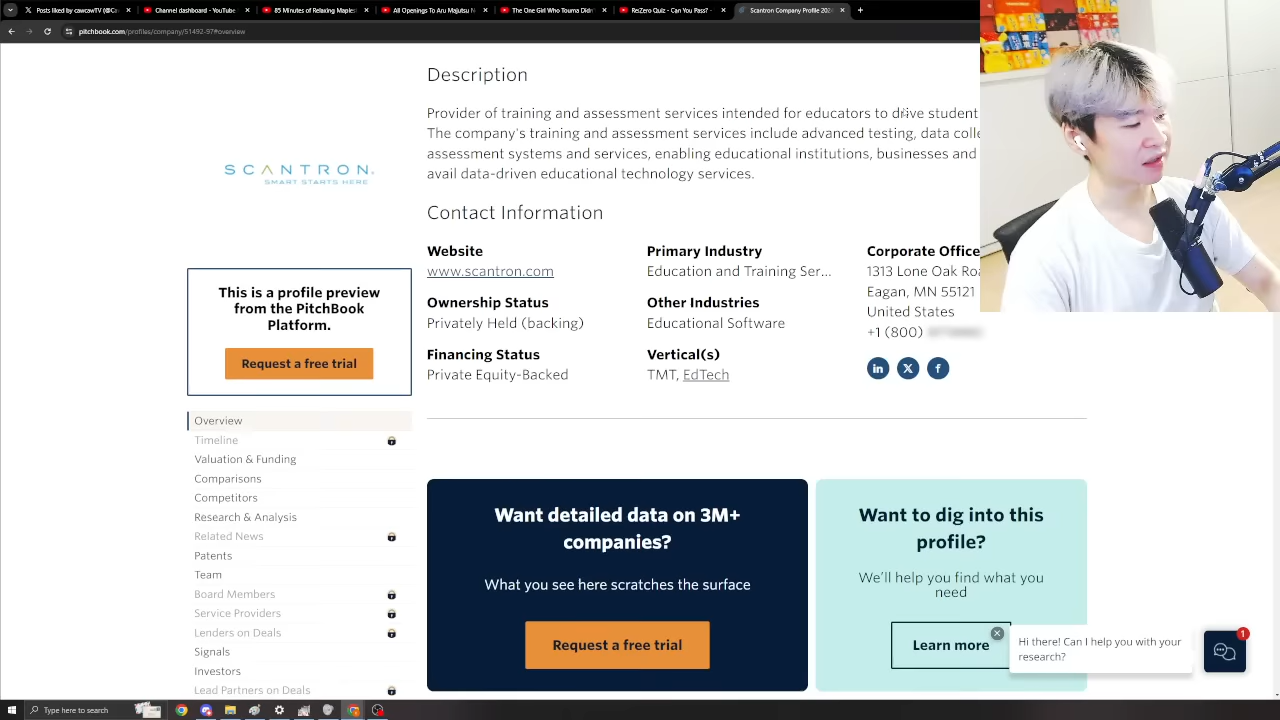 Posts liked by cawcawTV (@Ca
Channel dashboard - YouTube
85 Minutes of Relaxing Maples
All Openings To Aru Majutsu N
The One Girl Who Touma Didn'
ReZero Quiz - Can You Pass? -
Scantron Company Profile 2024
pitchbook.com/profiles/company/51492-97#overview
SCANTRON
SMART STARTS HERE
This is a profile preview
from the PitchBook
Platform.
Request a free trial
Overview
Timeline
Valuation & Funding
Comparisons
Competitors
Research & Analysis
Related News
Patents
Team
Board Members
Service Providers
Lenders on Deals
Signals
Investors
Lead Partners on Deals
Description
Provider of training and assessment services intended for educators to drive student
The company's training and assessment services include advanced testing, data colle
assessment systems and services, enabling educational institutions, businesses and
avail data-driven educational technology services.
Contact Information
Website
www.scantron.com
Ownership Status
Privately Held (backing)
Financing Status
Private Equity-Backed
Primary Industry
Education and Training Ser...
Other Industries
Educational Software
Vertical(s)
TMT, EdTech
Corporate Office
1313 Lone Oak Roa
Eagan, MN 55121
United States
+1 (800)
Want detailed data on 3M+
companies?
What you see here scratches the surface
Request a free trial
Want to dig into this
profile?
We'll help you find what you
need
Learn more
Hi there! Can I help you with your
research?
1
Type here to search